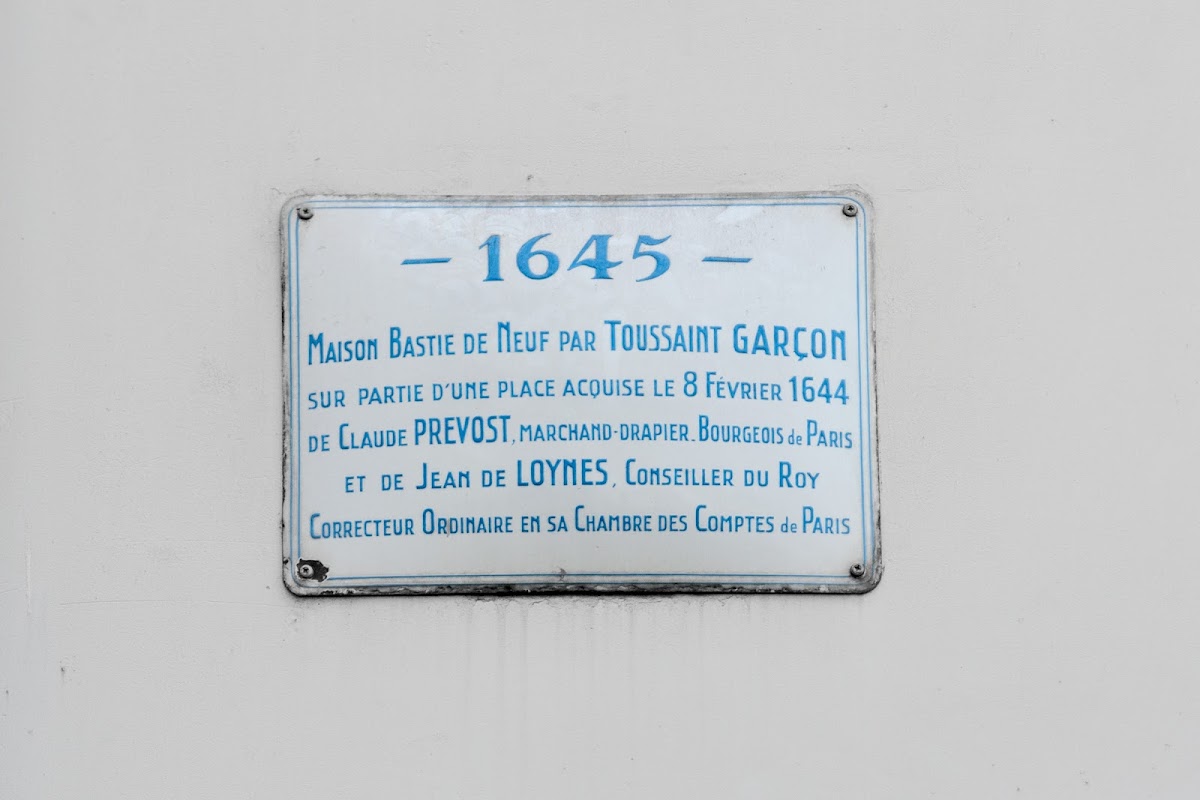 — 1645 —
Maison Bastie de Neuf par TOUSSAINT GARÇON
sur partie d'une place acquise le 8 Février 1644
de Claude PREVOST, marchand-drapier. Bourgeois de Paris
et de Jean de LOYNES, Conseiller du Roy
Correcteur Ordinaire en sa Chambre des Comptes de Paris